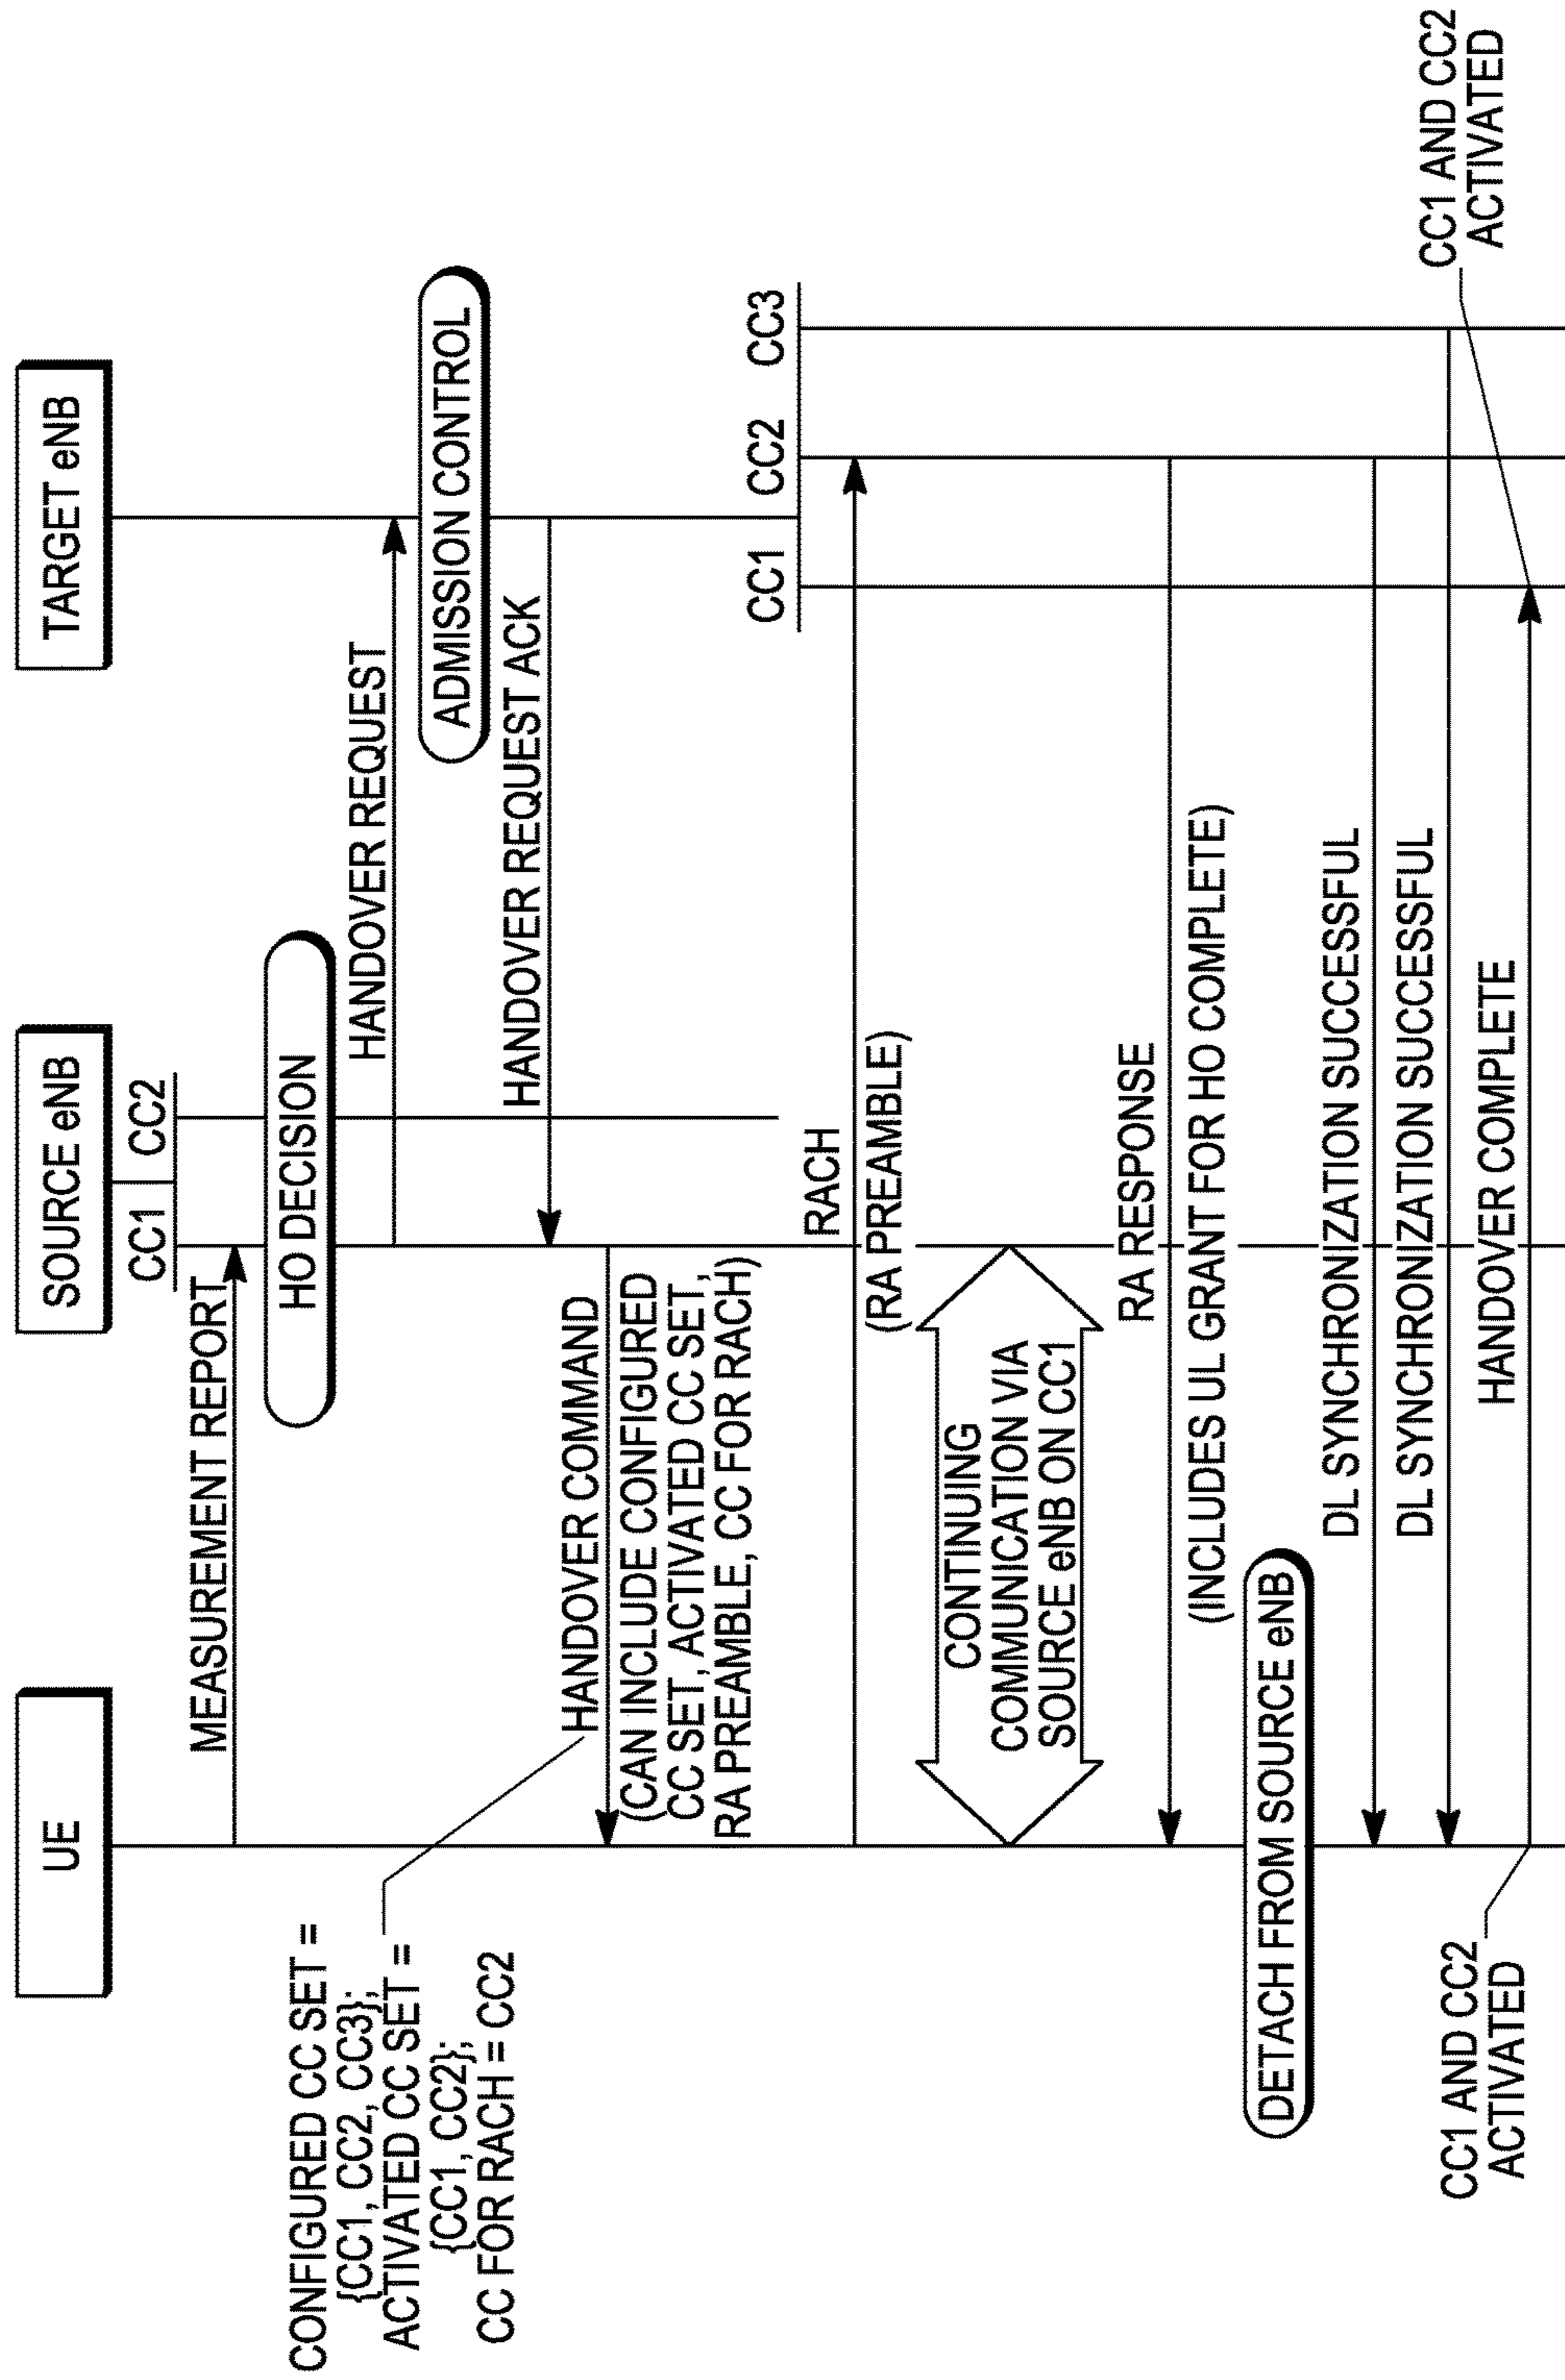 UE
SOURCE eNB
TARGET eNB
CC1
CC2
MEASUREMENT REPORT
HO DECISION
HANDOVER REQUEST
ADMISSION CONTROL
HANDOVER REQUEST ACK
CONFIGURED CC SET =
{CC1, CC2, CC3};
ACTIVATED CC SET =
{CC1, CC2};
CC FOR RACH = CC2
HANDOVER COMMAND
(CAN INCLUDE CONFIGURED
CC SET, ACTIVATED CC SET,
RA PREAMBLE, CC FOR RACH)
CC1
CC2
CC3
RACH
(RA PREAMBLE)
CONTINUING
COMMUNICATION VIA
SOURCE eNB ON CC1
RA RESPONSE
(INCLUDES UL GRANT FOR HO COMPLETE)
DETACH FROM SOURCE eNB
DL SYNCHRONIZATION SUCCESSFUL
DL SYNCHRONIZATION SUCCESSFUL
HANDOVER COMPLETE
CC1 AND CC2
ACTIVATED
CC1 AND CC2
ACTIVATED